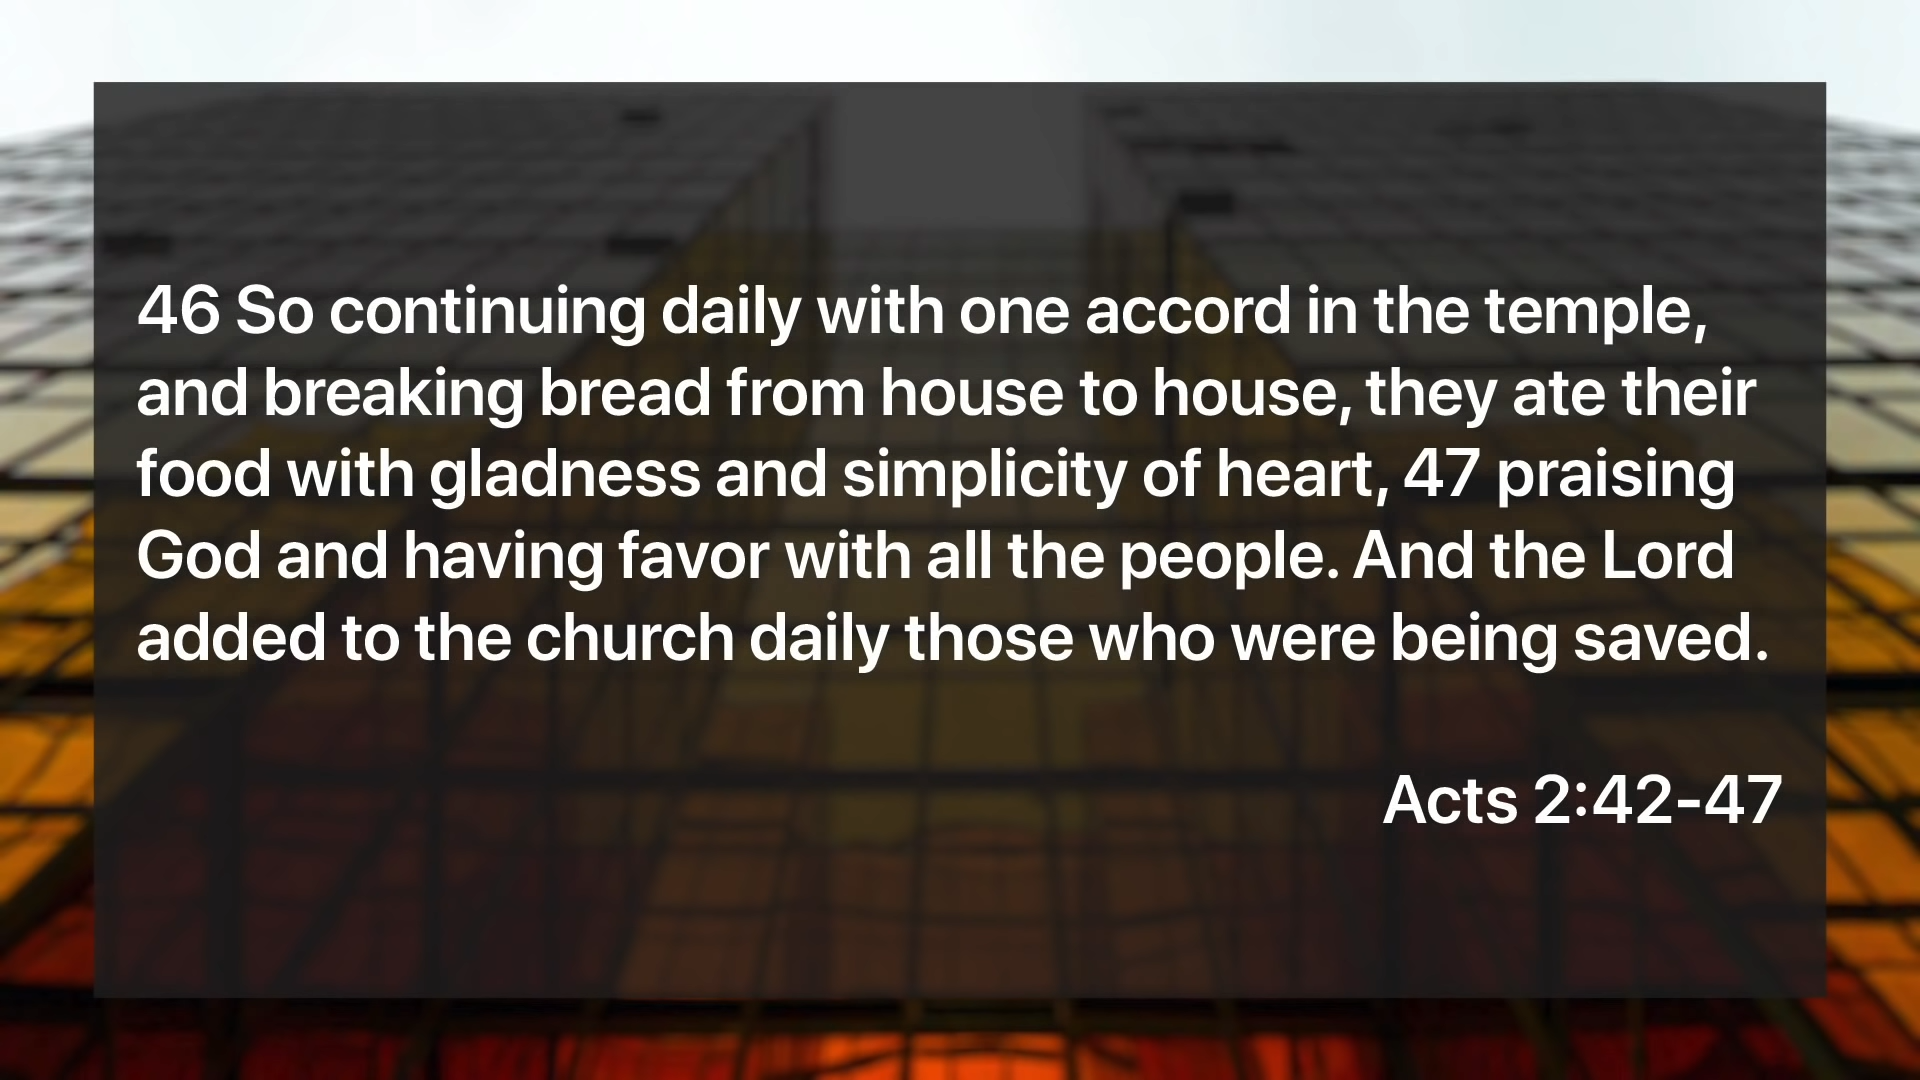 46 So continuing daily with one accord in the temple,
and breaking bread from house to house, they ate their
food with gladness and simplicity of heart, 47 praising
God and having favor with all the people. And the Lord
added to the church daily those who were being saved.
Acts 2:42-47